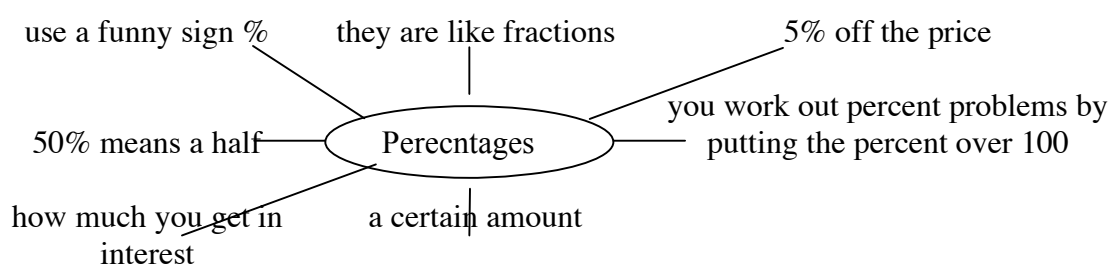 use a funny sign %
they are like fractions
5% off the price
you work out percent problems by
putting the percent over 100
50% means a half
Perecntages
how much you get in
interest
a certain amount